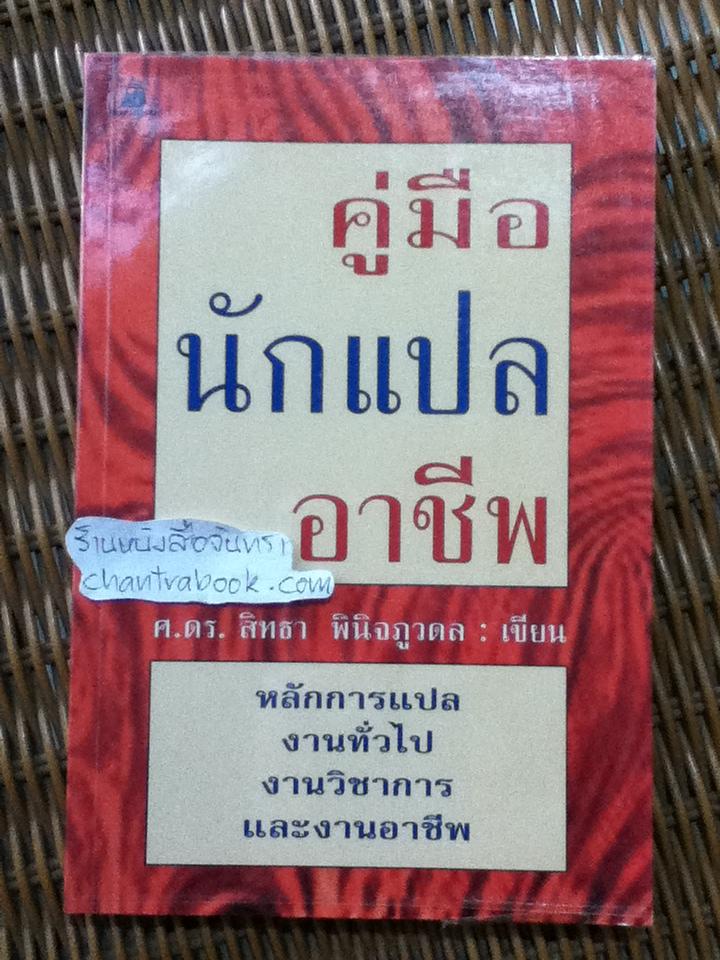 คู่มือ
นักแปล
อาชีพ
ร้านหนังสือจันทรา
chantrabook.com
ศ.ดร. สิทธา พินิจภูวดล : เขียน
หลักการแปล
งานทั่วไป
งานวิชาการ
และงานอาชีพ